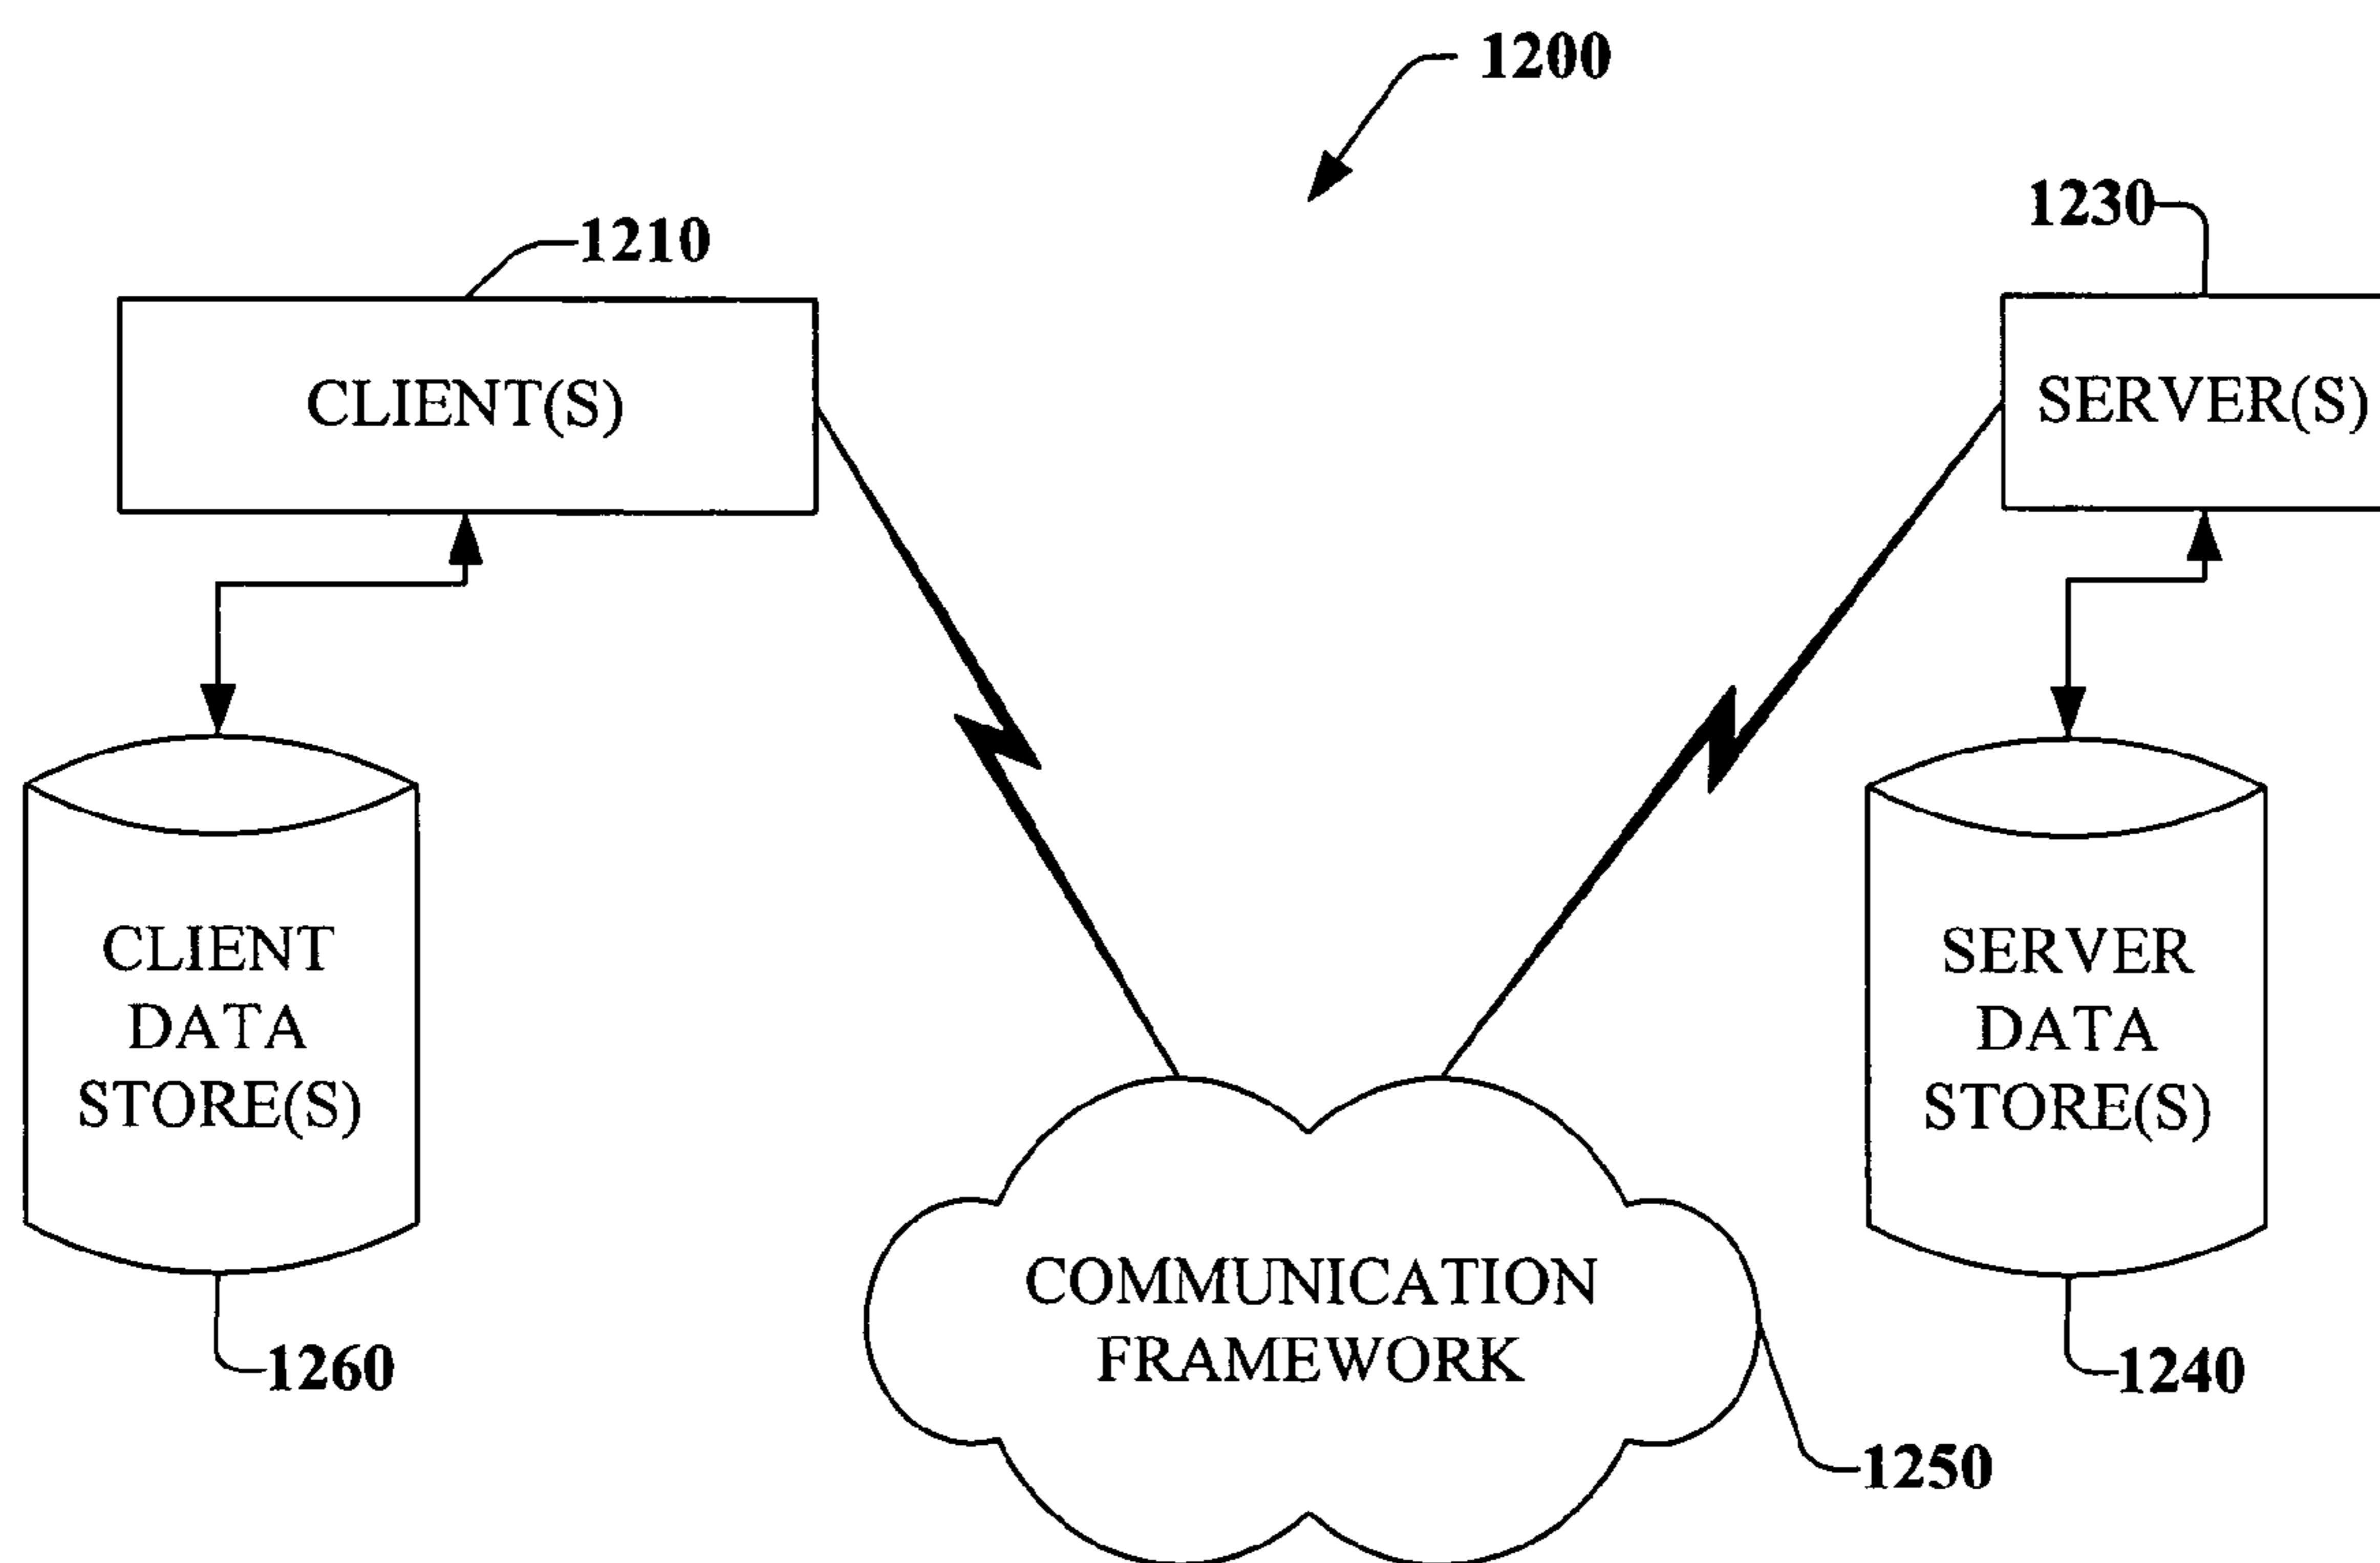 1200
1210
1230
CLIENT(S)
SERVER(S)
CLIENT
DATA
STORE(S)
SERVER
DATA
STORE(S)
COMMUNICATION
FRAMEWORK
1260
1240
1250